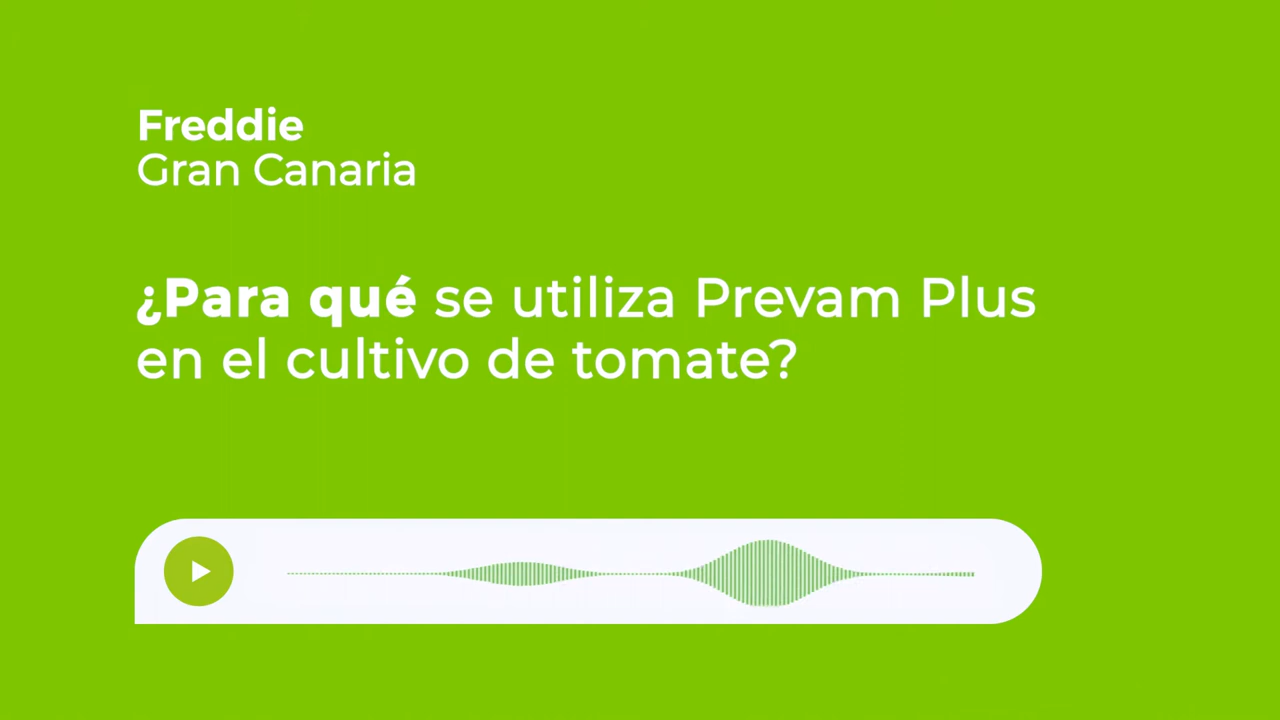 Freddie
Gran Canaria
¿Para qué se utiliza Prevam Plus
en el cultivo de tomate?